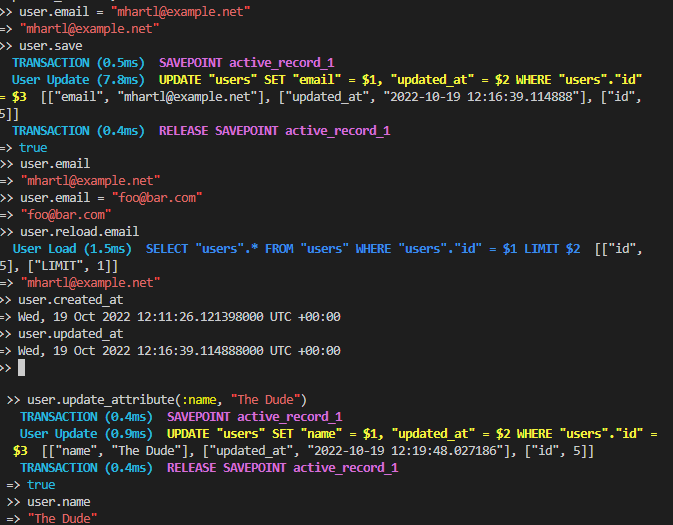 >> user.email = "mhartl@example.net"
=> "mhartl@example.net"
>> user.save
TRANSACTION (0.5ms)  SAVEPOINT active_record_1
User Update (7.8ms)  UPDATE "users" SET "email" = $1, "updated_at" = $2 WHERE "users"."id"
= $3  [["email", "mhartl@example.net"], ["updated_at", "2022-10-19 12:16:39.114888"], ["id",
5]]
TRANSACTION (0.4ms)  RELEASE SAVEPOINT active_record_1
=> true
>> user.email
=> "mhartl@example.net"
>> user.email = "foo@bar.com"
=> "foo@bar.com"
>> user.reload.email
User Load (1.5ms)  SELECT "users".* FROM "users" WHERE "users"."id" = $1 LIMIT $2  [["id",
5], ["LIMIT", 1]]
=> "mhartl@example.net"
>> user.created_at
=> Wed, 19 Oct 2022 12:11:26.121398000 UTC +00:00
>> user.updated_at
=> Wed, 19 Oct 2022 12:16:39.114888000 UTC +00:00
>>
>> user.update_attribute(:name, "The Dude")
TRANSACTION (0.4ms)  SAVEPOINT active_record_1
User Update (0.9ms)  UPDATE "users" SET "name" = $1, "updated_at" = $2 WHERE "users"."id" =
$3  [["name", "The Dude"], ["updated_at", "2022-10-19 12:19:48.027186"], ["id", 5]]
TRANSACTION (0.4ms)  RELEASE SAVEPOINT active_record_1
=> true
>> user.name
=> "The Dude"